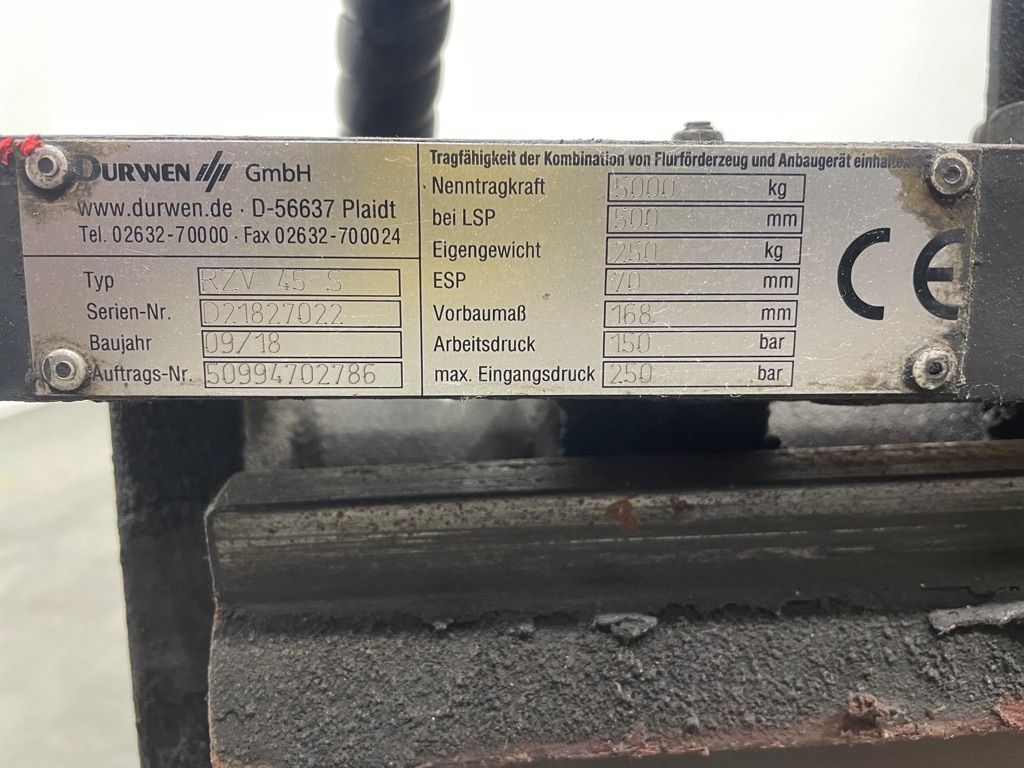 DURWEN GmbH
www.durwen.de · D-56637 Plaidt
Tel. 02632-70000 · Fax 02632-700024
Typ RZV 45 S
Serien-Nr. D21827022
Baujahr 09/18
Auftrags-Nr. 50994702786
Tragfähigkeit der Kombination von Flurförderzeug und Anbaugerät einhalten
Nenntragkraft 5000 kg
bei LSP 500 mm
Eigengewicht 250 kg
ESP 70 mm
Vorbaumaß 168 mm
Arbeitsdruck 150 bar
max. Eingangsdruck 250 bar
CE